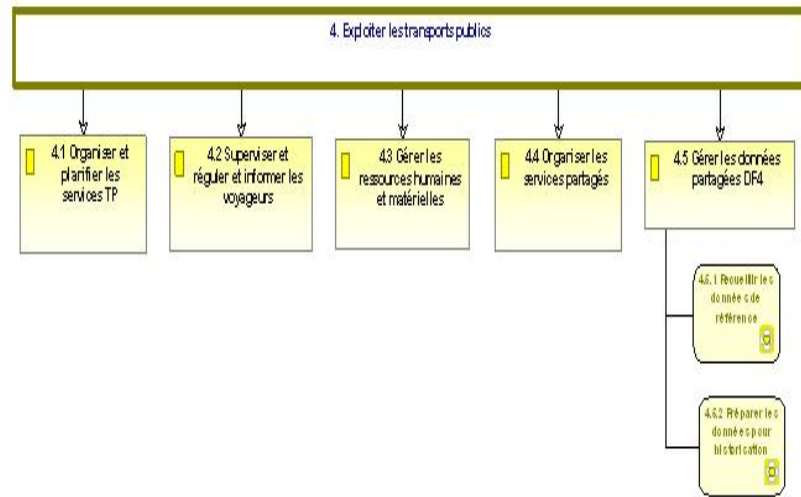 4. Exploiter les transports publics
4.1 Organiser et
planifier les
services TP
4.2 Superviser et
réguler et informer les
voyageurs
4.3 Gérer les
ressources humaines
et matérielles
4.4 Organiser les
services partagés
4.5 Gérer les données
partagées DF4
4.5.1 Recueillir les
données de
référence
4.5.2 Préparer les
données pour
historisation